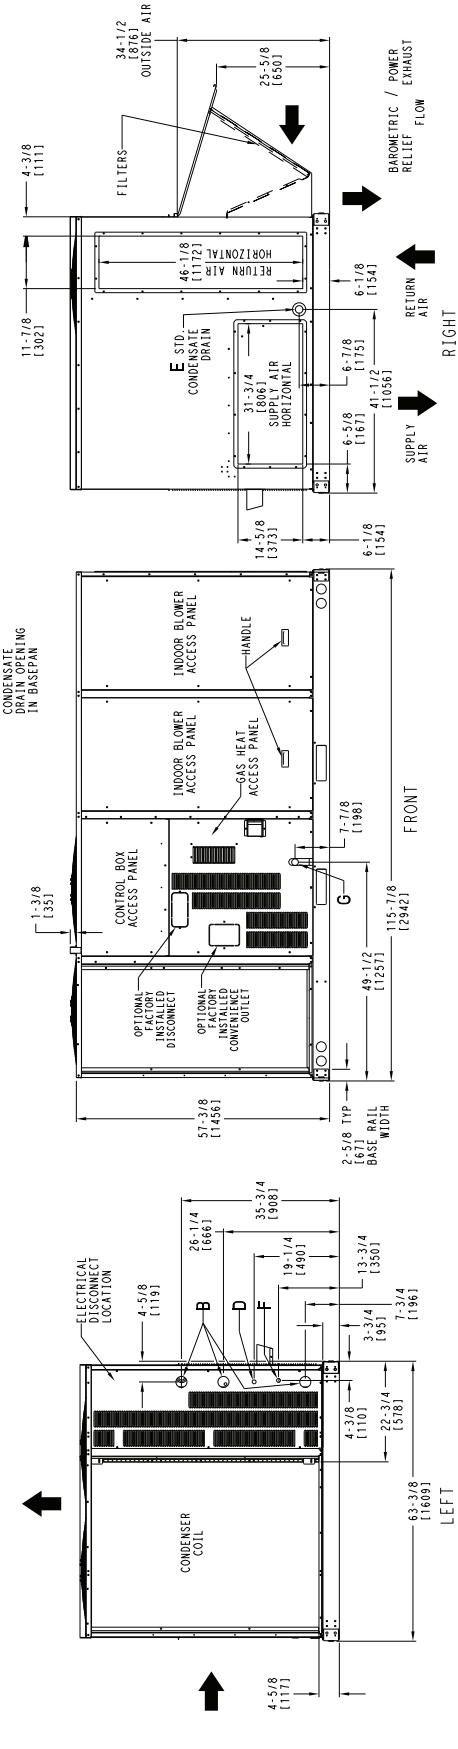 34-1/2
[876]
OUTSIDE AIR
25-5/8
[650]
BAROMETRIC / POWER
EXHAUST
RELIEF FLOW
4-3/8
[111]
FILTERS
11-7/8
[302]
46-1/8
[1172]
RETURN AIR
HORIZONTAL
E STD.
CONDENSATE
DRAIN
31-3/4
[806]
SUPPLY AIR
HORIZONTAL
6-1/8
[154]
RETURN
AIR
6-7/8
[175]
41-1/2
[1056]
6-5/8
[167]
SUPPLY
AIR
14-5/8
[373]
6-1/8
[154]
RIGHT
CONDENSATE
DRAIN OPENING
IN BASEPAN
INDOOR BLOWER
ACCESS PANEL
HANDLE
INDOOR BLOWER
ACCESS PANEL
GAS HEAT
ACCESS PANEL
1-3/8
[35]
CONTROL BOX
ACCESS PANEL
7-7/8
[198]
G
OPTIONAL
FACTORY
INSTALLED
DISCONNECT
OPTIONAL
FACTORY
INSTALLED
CONVENIENCE
OUTLET
49-1/2
[1257]
115-7/8
[2942]
57-3/8
[1456]
2-5/8 TYP
[67]
BASE RAIL
WIDTH
FRONT
35-3/4
[908]
26-1/4
[666]
19-1/4
[490]
13-3/4
[350]
7-3/4
[196]
3-3/4
[95]
ELECTRICAL
DISCONNECT
LOCATION
4-5/8
[119]
B
D
F
4-3/8
[110]
22-3/4
[578]
63-3/8
[1609]
CONDENSER
COIL
4-5/8
[117]
LEFT